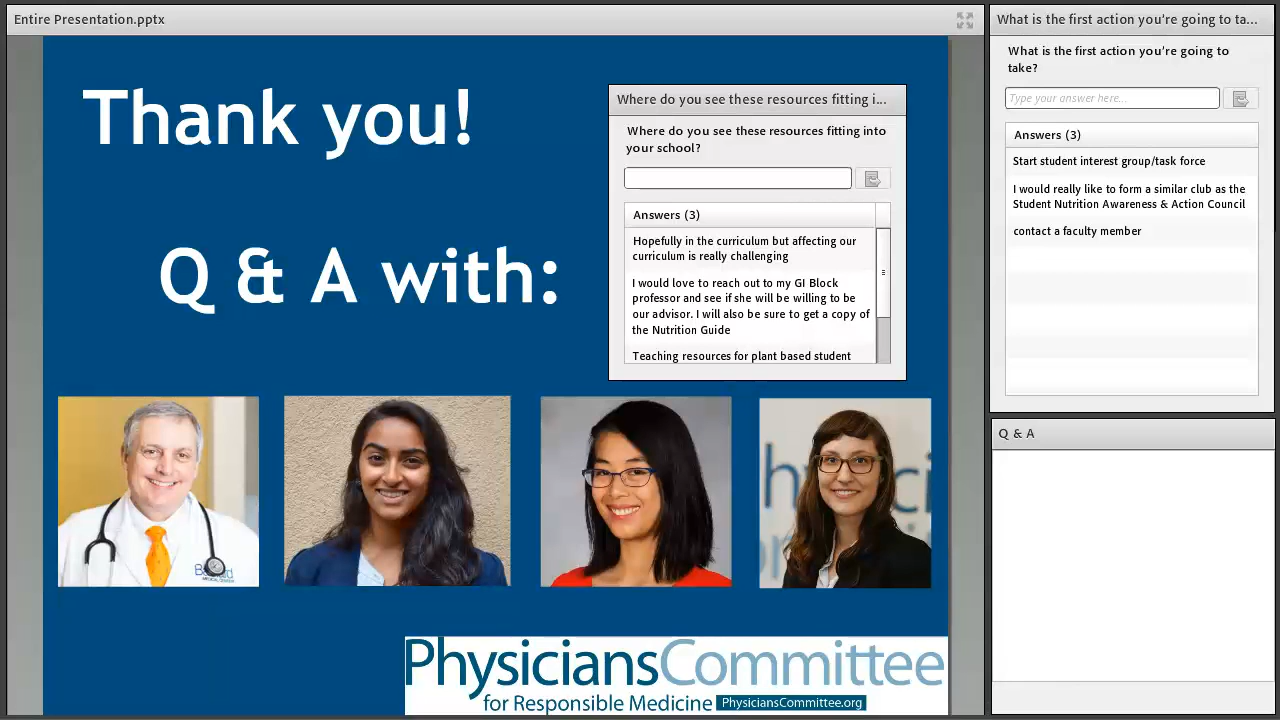 Entire Presentation.pptx
Thank you!
Q & A with:
Where do you see these resources fitting i...
Where do you see these resources fitting into
your school?
Answers (3)
Hopefully in the curriculum but affecting our
curriculum is really challenging
I would love to reach out to my GI Block
professor and see if she will be willing to be
our advisor. I will also be sure to get a copy of
the Nutrition Guide
Teaching resources for plant based student
PhysiciansCommittee
for Responsible Medicine PhysiciansCommittee.org
What is the first action you're going to ta...
What is the first action you're going to
take?
Type your answer here...
Answers (3)
Start student interest group/task force
I would really like to form a similar club as the
Student Nutrition Awareness & Action Council
contact a faculty member
Q & A